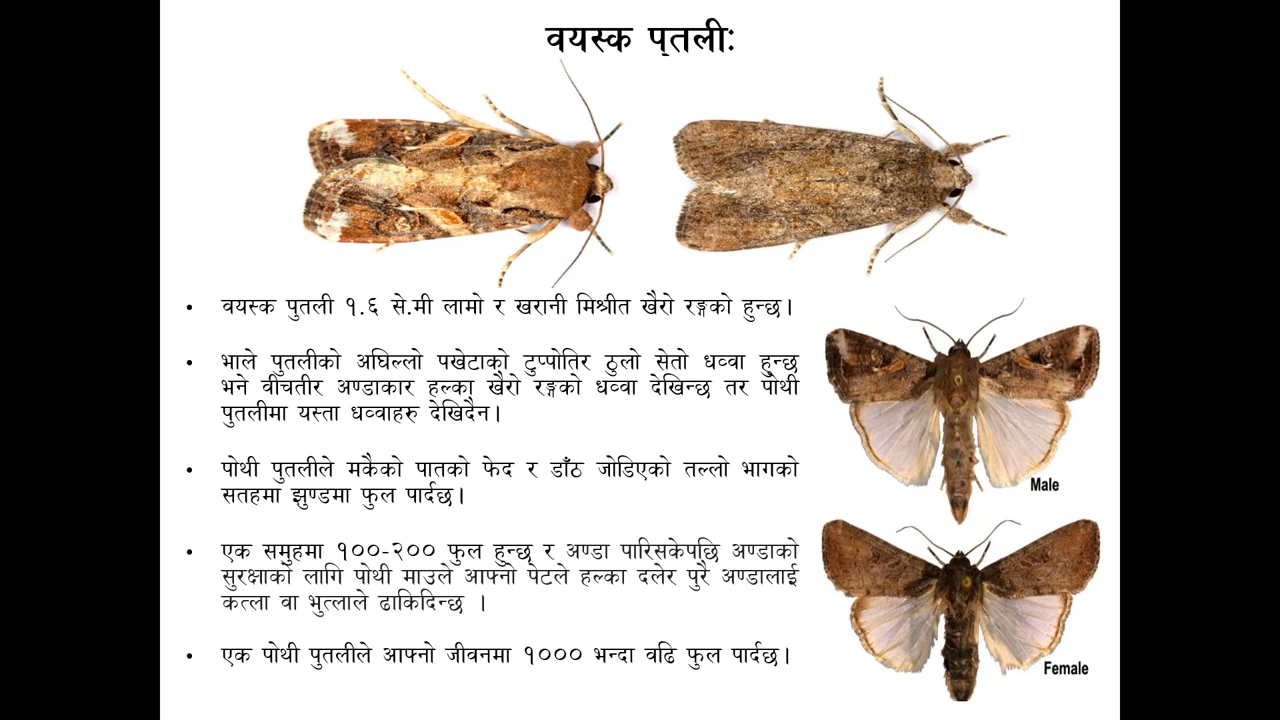 वयस्क पुतलीः
• वयस्क पुतली १.६ से.मी लामो र खरानी मिश्रीत खैरो रङ्गको हुन्छ।
• भाले पुतलीको अघिल्लो पखेटाको टुप्पोतिर ठुलो सेतो धव्वा हुन्छ
भने वीचतीर अण्डाकार हल्का खैरो रङ्गको धव्वा देखिन्छ तर पोथी
पुतलीमा यस्ता धव्वाहरु देखिदैन।
• पोथी पुतलीले मकैको पातको फेद र डाँठ जोडिएको तल्लो भागको
सतहमा झुण्डमा फुल पार्दछ।
Male
• एक समुहमा १००-२०० फुल हुन्छ र अण्डा पारिसकेपछि अण्डाको
सुरक्षाको लागि पोथी माउले आफ्नो पेटले हल्का दलेर पुरै अण्डालाई
कत्ला वा भुत्लाले ढाकिदिन्छ ।
• एक पोथी पुतलीले आफ्नो जीवनमा १००० भन्दा वढि फुल पार्दछ।
Female